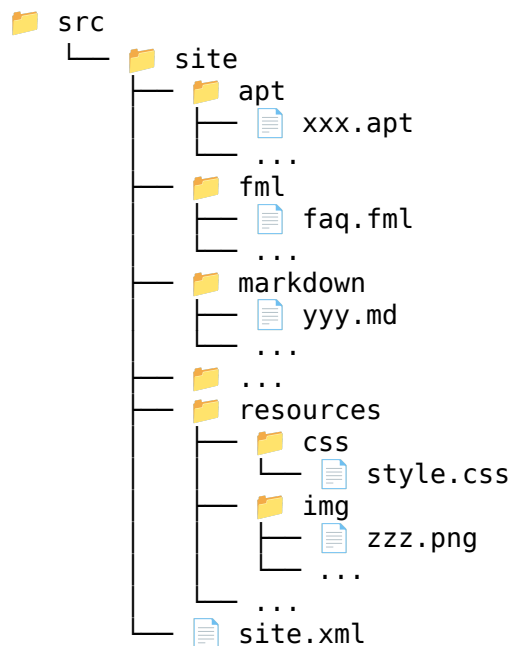 src
site
apt
xxx.apt
...
fml
faq.fml
...
markdown
yyy.md
...
...
resources
css
style.css
img
zzz.png
...
...
site.xml